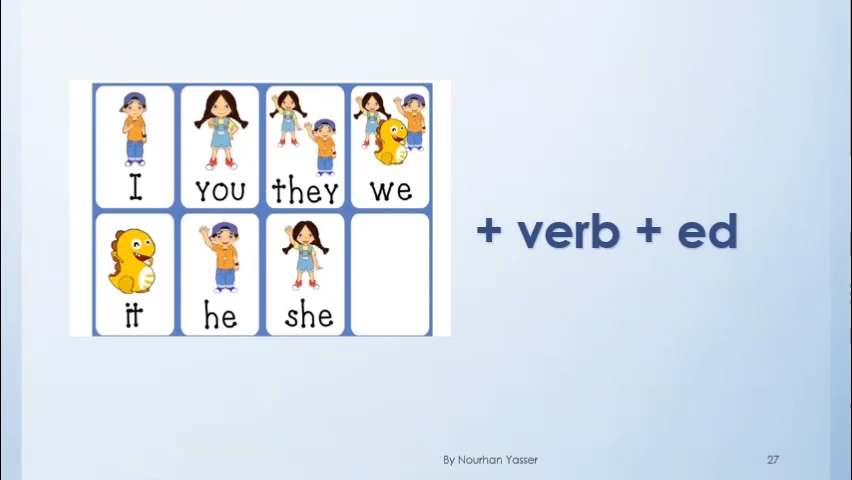 I
you
they
we
it
he
she
+ verb + ed
By Nourhan Yasser
27